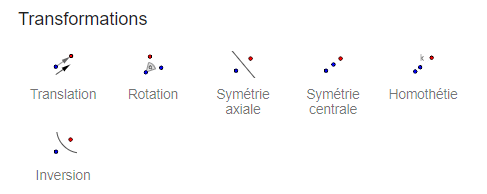 Transformations
Translation
Rotation
Symétrie
axiale
Symétrie
centrale
Homothétie
Inversion